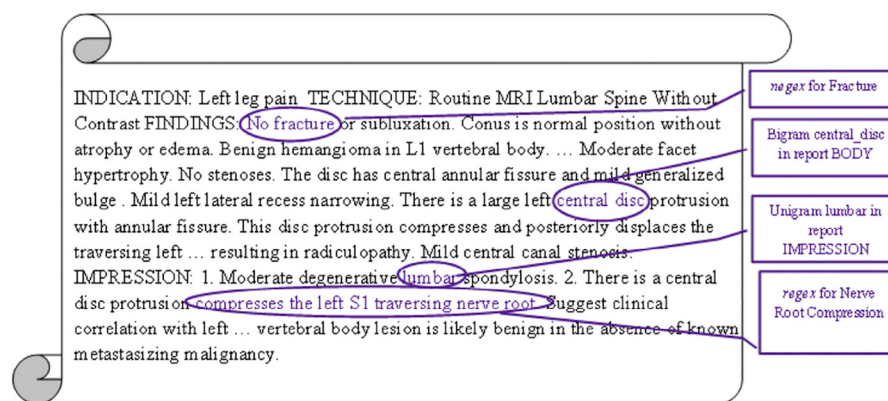 INDICATION: Left leg pain TECHNIQUE: Routine MRI Lumbar Spine Without
Contrast FINDINGS: No fracture or subluxation. Conus is normal position without
atrophy or edema. Benign hemangioma in L1 vertebral body. ... Moderate facet
hypertrophy. No stenoses. The disc has central annular fissure and mild generalized
bulge . Mild left lateral recess narrowing. There is a large left central disc protrusion
with annular fissure. This disc protrusion compresses and posteriorly displaces the
traversing left ... resulting in radiculopathy. Mild central canal stenosis.
IMPRESSION: 1. Moderate degenerative lumbar spondylosis. 2. There is a central
disc protrusion compresses the left S1 traversing nerve root. Suggest clinical
correlation with left ... vertebral body lesion is likely benign in the absence of known
metastasizing malignancy.
negex for Fracture
Bigram central_disc
in report BODY
Unigram lumbar in
report
IMPRESSION
regex for Nerve
Root Compression